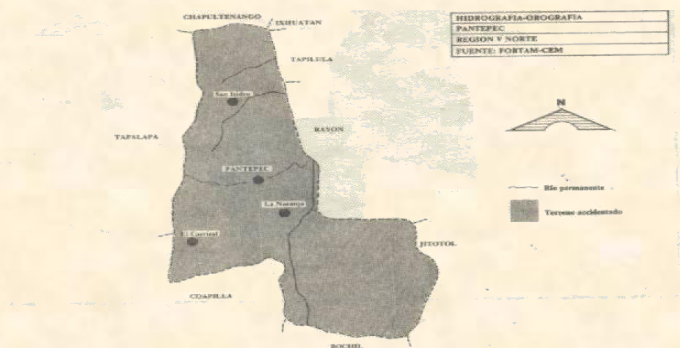 CHAPULTENANGO
IXHUATAN
HIDROGRAFIA-OROGRAFIA
PANTEPEC
REGION V NORTE
FUENTE: FORTAM-CEM
TAPILULA
San Isidro
N
TAPALAPA
RAYON
PANTEPEC
Río permanente
La Naranja
Terreno accidentado
El Carrizal
JITOTOL
COAPILLA
BOCHIL